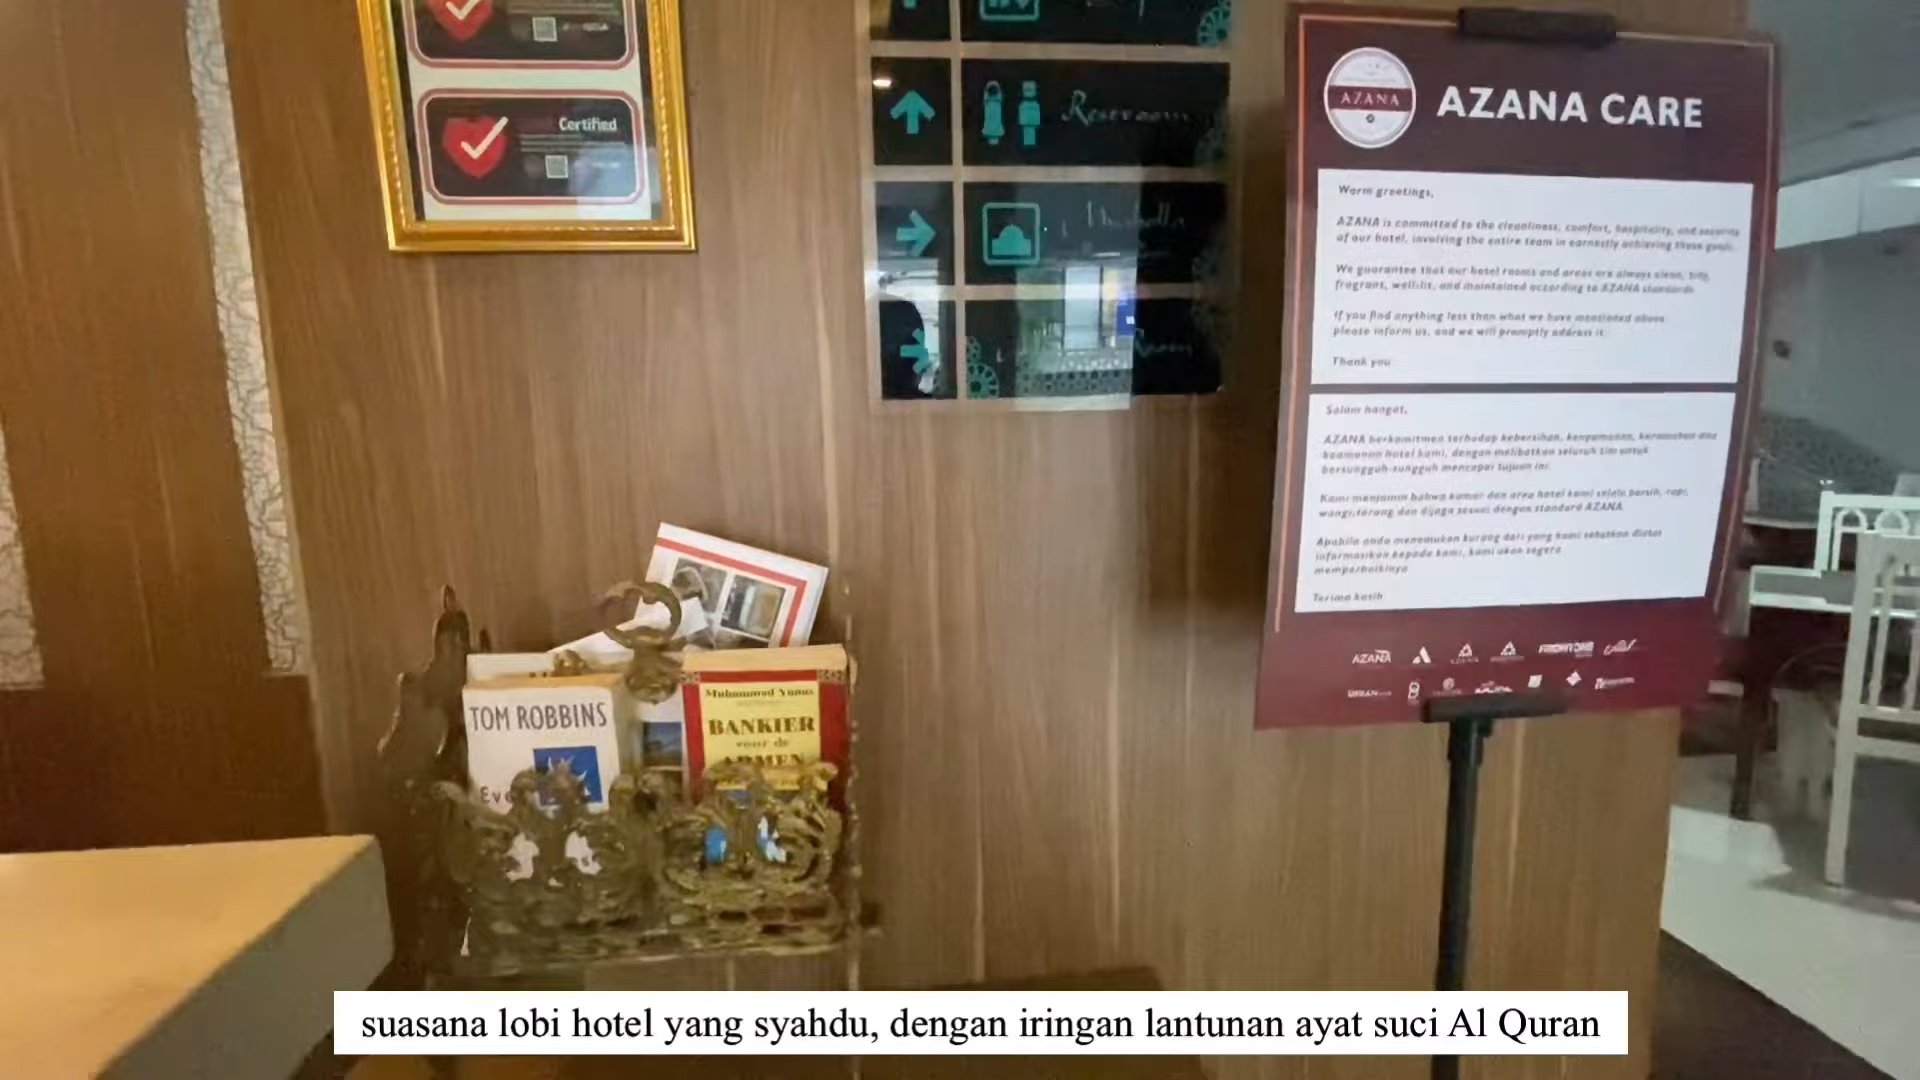 Certified
Restroom
AZANA
AZANA CARE
Warm greetings,
AZANA is committed to the cleanliness, comfort, hospitality, and security
of our hotel, involving the entire team in earnestly achieving these goals.
We guarantee that our hotel rooms and areas are always clean, tidy,
fragrant, well-lit, and maintained according to AZANA standards
If you find anything less than what we have mentioned above
please inform us, and we will promptly address it.
Thank you
Salam hangat,
AZANA berkomitmen terhadap kebersihan, kenyamanan, keramahan dan
keamanan hotel kami, dengan melibatkan seluruh tim untuk
bersungguh-sungguh mencapai tujuan ini.
Kami menjamin bahwa kamar dan area hotel kami selalu bersih, rapi,
wangi, terang dan dijaga sesuai dengan standard AZANA
Apabila anda menemukan kurang dari yang kami sebutkan diatas
informasikan kepada kami, kami akan segera
memperbaikinya
Terima kasih
AZANA
TOM ROBBINS
Muhammad Yunus
BANKIER
voor de
ARMEN
suasana lobi hotel yang syahdu, dengan iringan lantunan ayat suci Al Quran